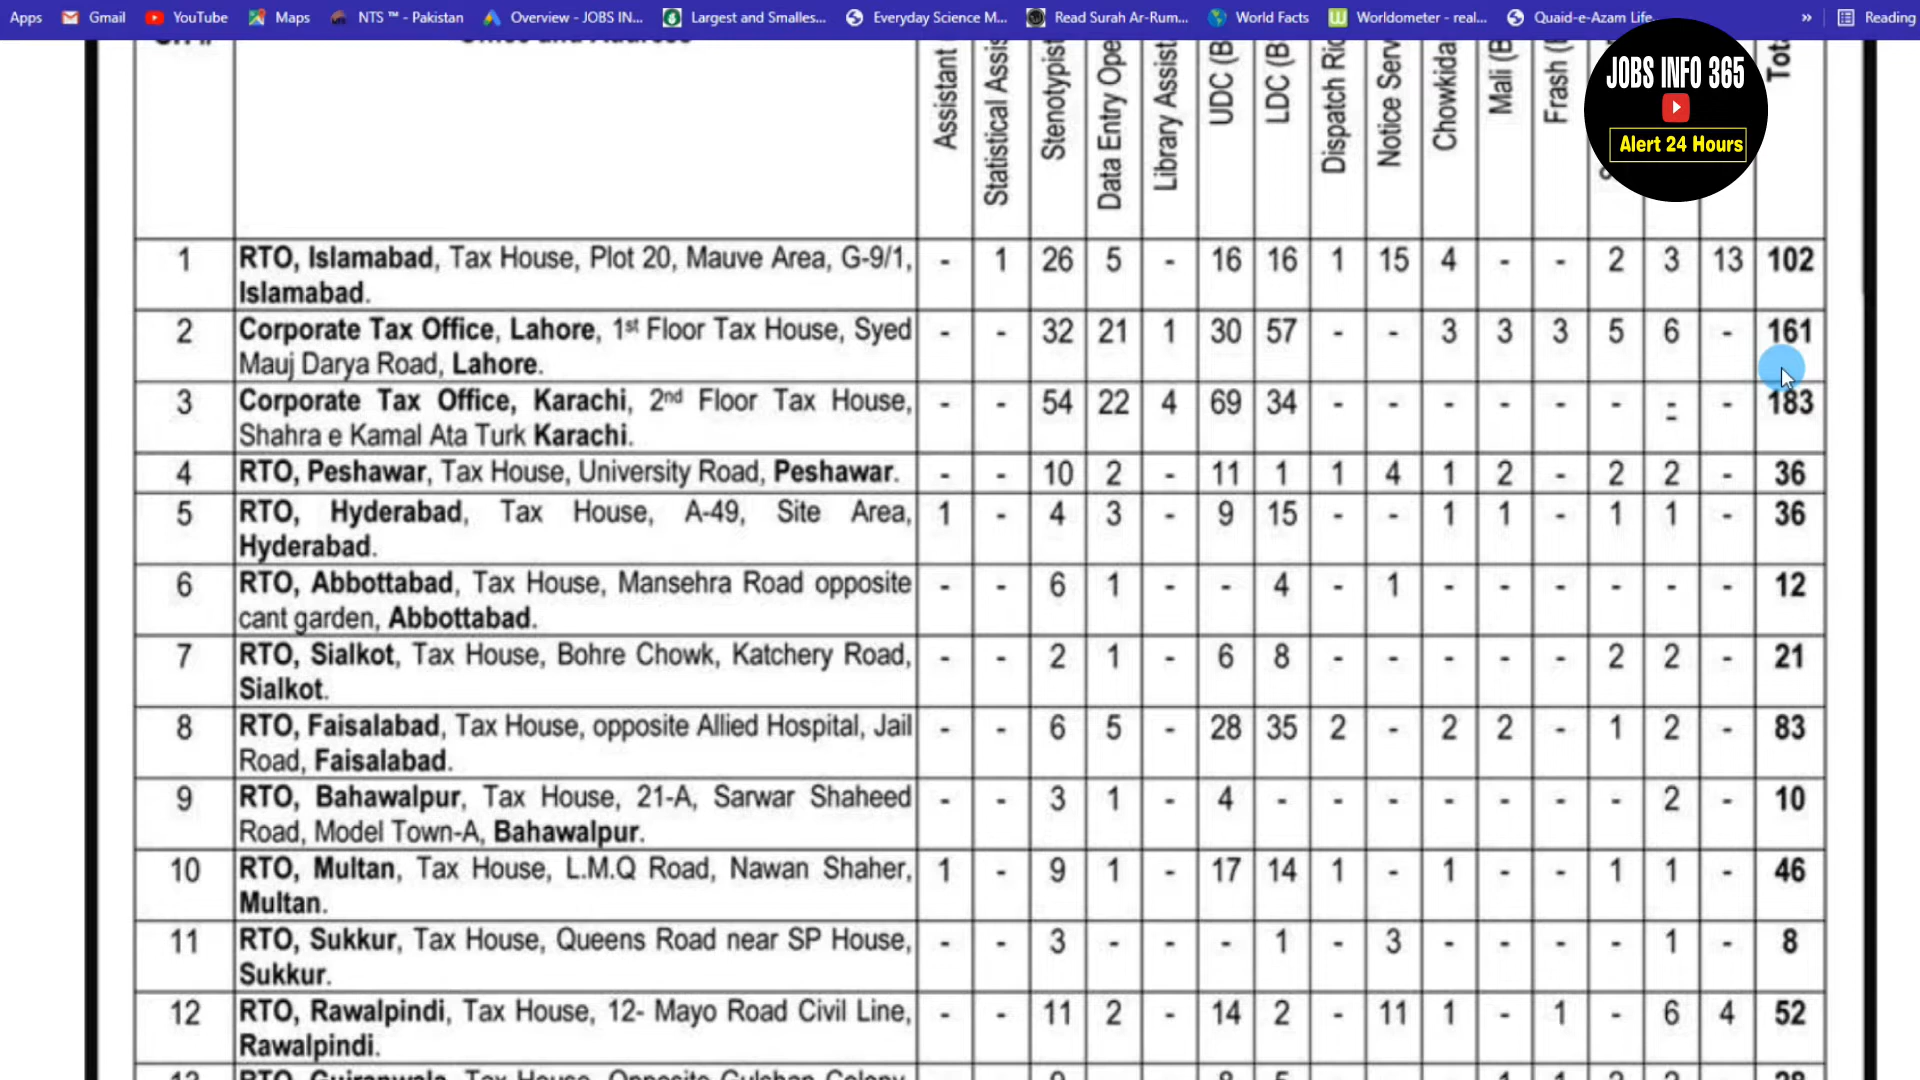 Apps Gmail YouTube Maps NTS ™ - Pakistan Overview - JOBS IN... Largest and Smalles... Everyday Science M... Read Surah Ar-Rum... World Facts Worldometer - real... Quaid-e-Azam Life » Reading
Office and Address Assistant Statistical Assis Stenotypist Data Entry Ope Library Assist UDC (B LDC (B Dispatch Ric Notice Serv Chowkida Mali (B Frash ( Tota
JOBS INFO 365
Alert 24 Hours
1 RTO, Islamabad, Tax House, Plot 20, Mauve Area, G-9/1, - 1 26 5 - 16 16 1 15 4 - - 2 3 13 102
Islamabad.
2 Corporate Tax Office, Lahore, 1st Floor Tax House, Syed - - 32 21 1 30 57 - - 3 3 3 5 6 - 161
Mauj Darya Road, Lahore.
3 Corporate Tax Office, Karachi, 2nd Floor Tax House, - - 54 22 4 69 34 - - - - - - - - 183
Shahra e Kamal Ata Turk Karachi.
4 RTO, Peshawar, Tax House, University Road, Peshawar. - - 10 2 - 11 1 1 4 1 2 - 2 2 - 36
5 RTO, Hyderabad, Tax House, A-49, Site Area, 1 - 4 3 - 9 15 - - 1 1 - 1 1 - 36
Hyderabad.
6 RTO, Abbottabad, Tax House, Mansehra Road opposite - - 6 1 - - 4 - 1 - - - - - - 12
cant garden, Abbottabad.
7 RTO, Sialkot, Tax House, Bohre Chowk, Katchery Road, - - 2 1 - 6 8 - - - - - 2 2 - 21
Sialkot.
8 RTO, Faisalabad, Tax House, opposite Allied Hospital, Jail - - 6 5 - 28 35 2 - 2 2 - 1 2 - 83
Road, Faisalabad.
9 RTO, Bahawalpur, Tax House, 21-A, Sarwar Shaheed - - 3 1 - 4 - - - - - - - 2 - 10
Road, Model Town-A, Bahawalpur.
10 RTO, Multan, Tax House, L.M.Q Road, Nawan Shaher, 1 - 9 1 - 17 14 1 - 1 - - 1 1 - 46
Multan.
11 RTO, Sukkur, Tax House, Queens Road near SP House, - - 3 - - - 1 - 3 - - - - 1 - 8
Sukkur.
12 RTO, Rawalpindi, Tax House, 12- Mayo Road Civil Line, - - 11 2 - 14 2 - 11 1 - 1 - 6 4 52
Rawalpindi.
13 RTO, Gujranwala, Tax House, Opposite Gulshan Colony,